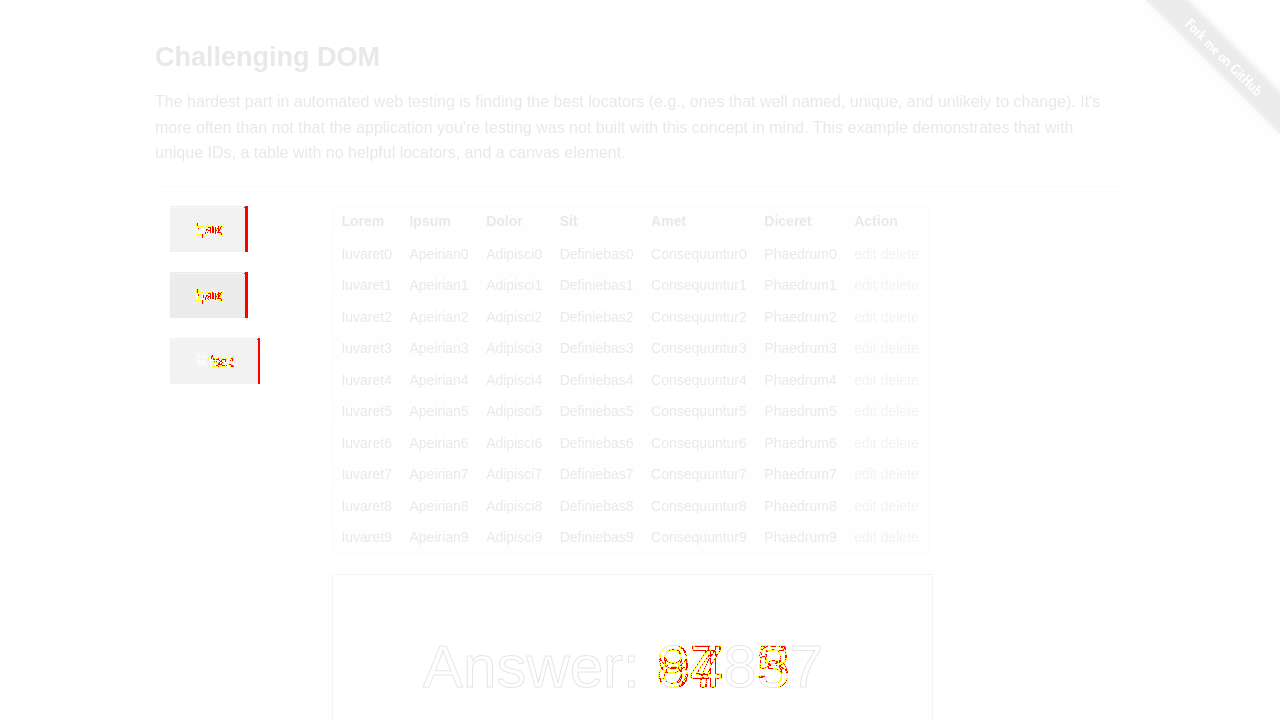 Challenging DOM
Fork me on GitHub
The hardest part in automated web testing is finding the best locators (e.g., ones that well named, unique, and unlikely to change). It's
more often than not that the application you're testing was not built with this concept in mind. This example demonstrates that with
unique IDs, a table with no helpful locators, and a canvas element.
Lorem Ipsum Dolor Sit Amet Diceret Action
Iuvaret0 Apeirian0 Adipisci0 Definiebas0 Consequuntur0 Phaedrum0 edit delete
Iuvaret1 Apeirian1 Adipisci1 Definiebas1 Consequuntur1 Phaedrum1 edit delete
Iuvaret2 Apeirian2 Adipisci2 Definiebas2 Consequuntur2 Phaedrum2 edit delete
Iuvaret3 Apeirian3 Adipisci3 Definiebas3 Consequuntur3 Phaedrum3 edit delete
Iuvaret4 Apeirian4 Adipisci4 Definiebas4 Consequuntur4 Phaedrum4 edit delete
Iuvaret5 Apeirian5 Adipisci5 Definiebas5 Consequuntur5 Phaedrum5 edit delete
Iuvaret6 Apeirian6 Adipisci6 Definiebas6 Consequuntur6 Phaedrum6 edit delete
Iuvaret7 Apeirian7 Adipisci7 Definiebas7 Consequuntur7 Phaedrum7 edit delete
Iuvaret8 Apeirian8 Adipisci8 Definiebas8 Consequuntur8 Phaedrum8 edit delete
Iuvaret9 Apeirian9 Adipisci9 Definiebas9 Consequuntur9 Phaedrum9 edit delete
Answer: